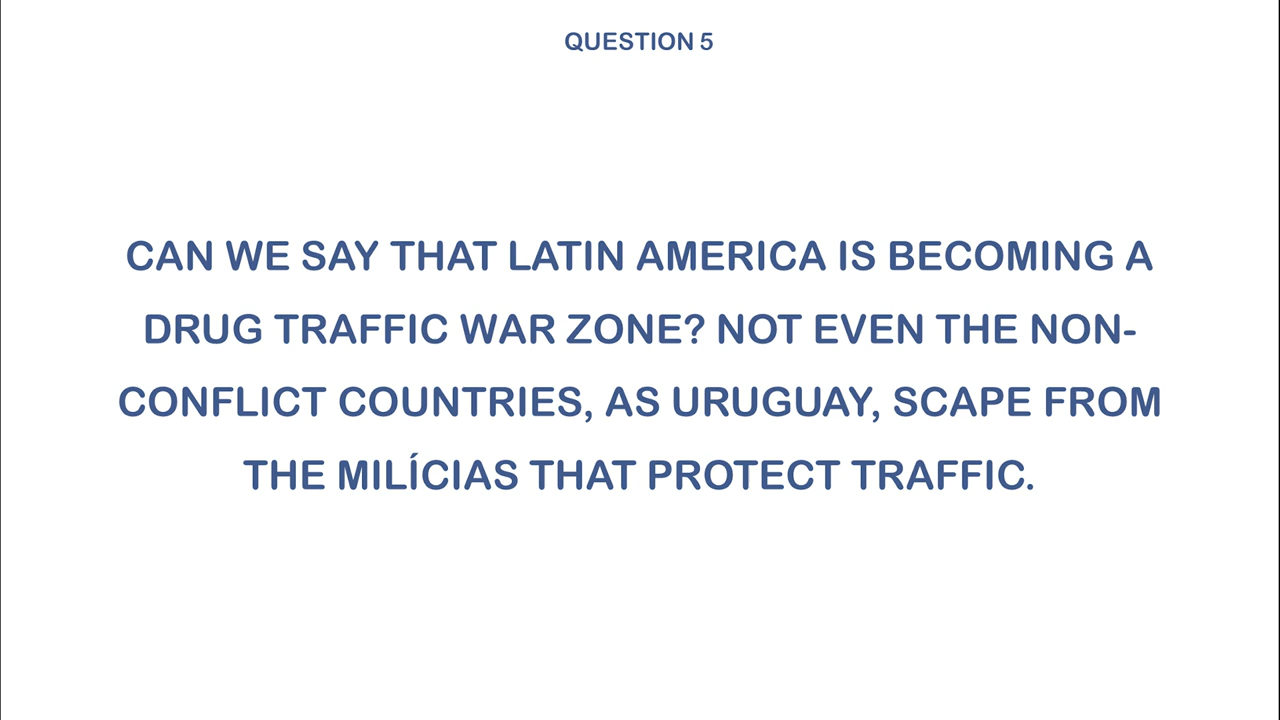 QUESTION 5
CAN WE SAY THAT LATIN AMERICA IS BECOMING A
DRUG TRAFFIC WAR ZONE? NOT EVEN THE NON-
CONFLICT COUNTRIES, AS URUGUAY, SCAPE FROM
THE MILÍCIAS THAT PROTECT TRAFFIC.